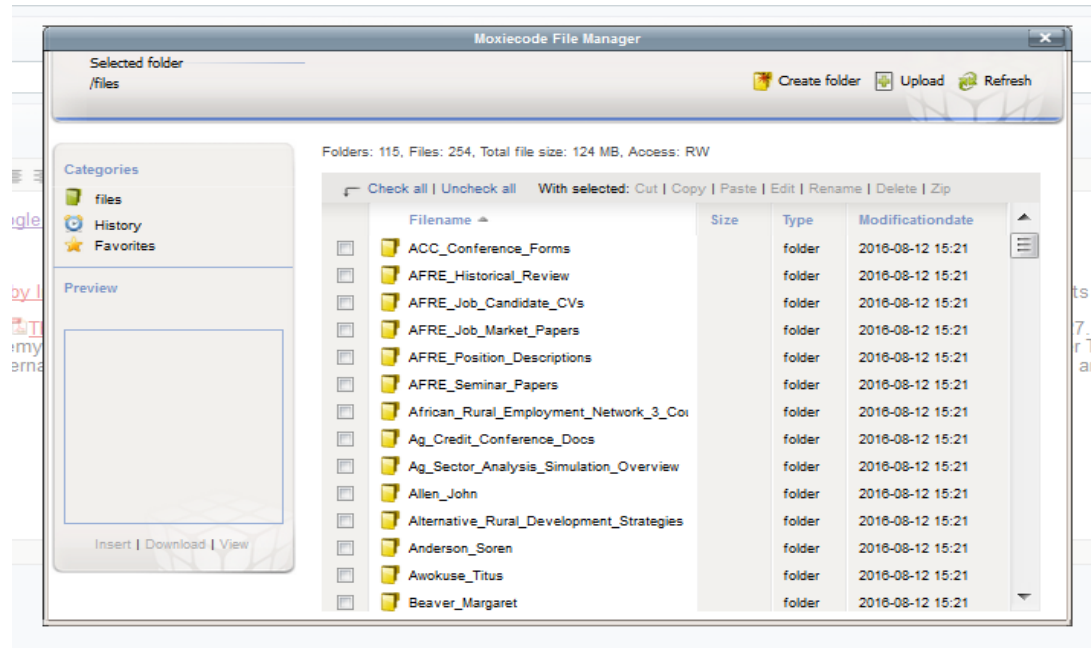 Moxiecode File Manager
Selected folder
/files
Create folder Upload Refresh
Categories
files
History
Favorites
Preview
Insert | Download | View
Folders: 115, Files: 254, Total file size: 124 MB, Access: RW
Check all | Uncheck all With selected: Cut | Copy | Paste | Edit | Rename | Delete | Zip
Filename Size Type Modificationdate
ACC_Conference_Forms folder 2016-08-12 15:21
AFRE_Historical_Review folder 2016-08-12 15:21
AFRE_Job_Candidate_CVs folder 2016-08-12 15:21
AFRE_Job_Market_Papers folder 2016-08-12 15:21
AFRE_Position_Descriptions folder 2016-08-12 15:21
AFRE_Seminar_Papers folder 2016-08-12 15:21
African_Rural_Employment_Network_3_Cou folder 2016-08-12 15:21
Ag_Credit_Conference_Docs folder 2016-08-12 15:21
Ag_Sector_Analysis_Simulation_Overview folder 2016-08-12 15:21
Allen_John folder 2016-08-12 15:21
Alternative_Rural_Development_Strategies folder 2016-08-12 15:21
Anderson_Soren folder 2016-08-12 15:21
Awokuse_Titus folder 2016-08-12 15:21
Beaver_Margaret folder 2016-08-12 15:21